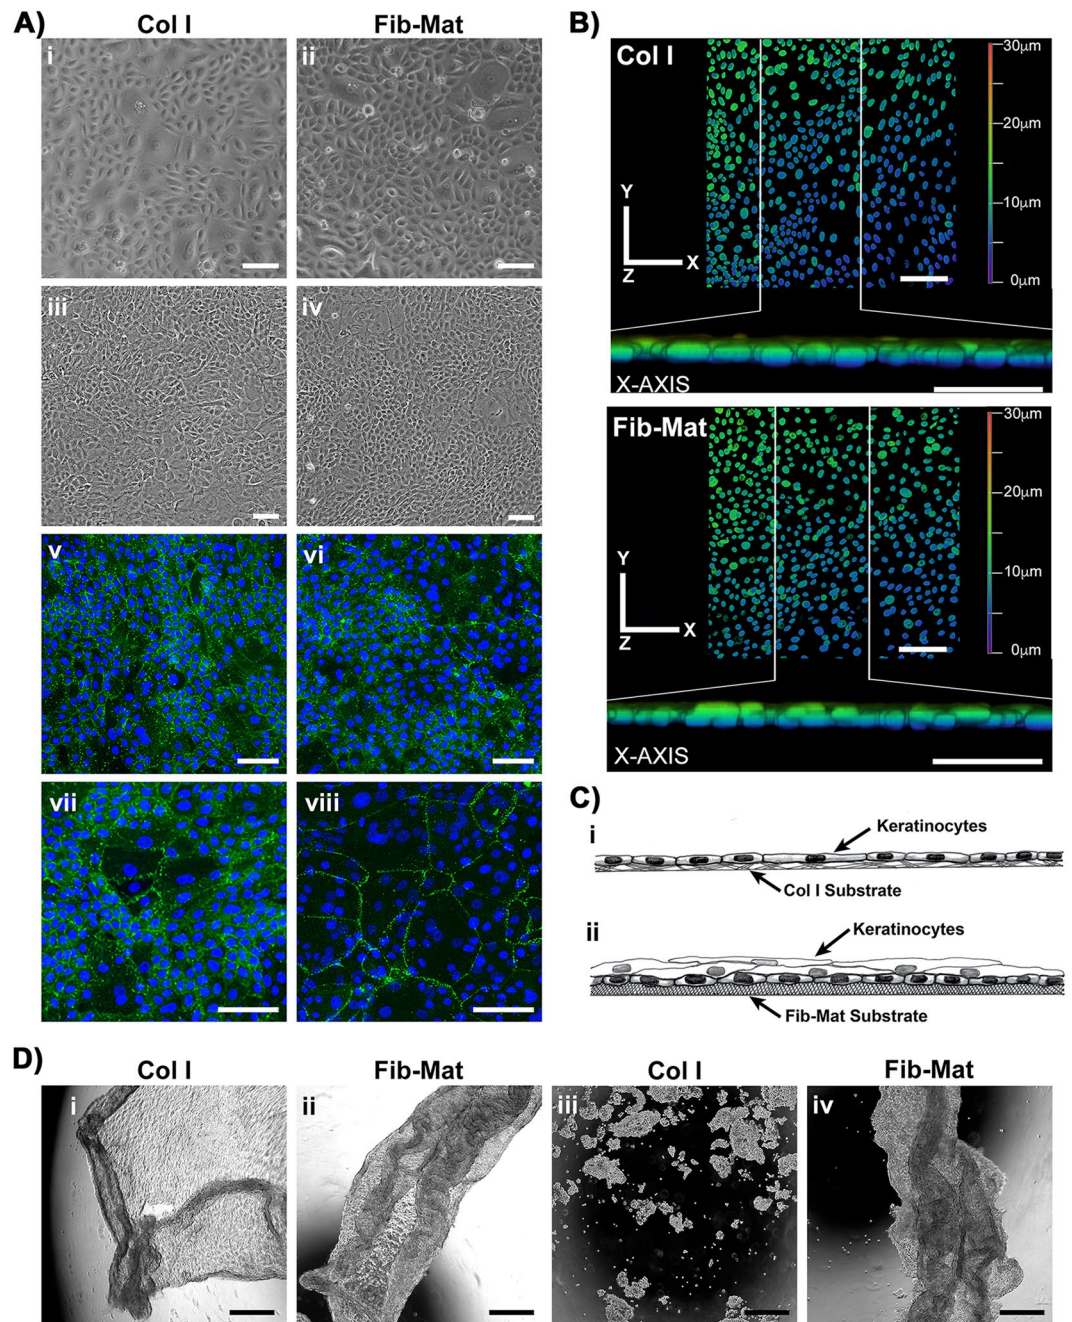 A)
Col I
Fib-Mat
i
ii
iii
iv
v
vi
vii
viii
B)
Col I
30μm
20μm
10μm
0μm
Y
X
Z
X-AXIS
Fib-Mat
30μm
20μm
10μm
0μm
Y
X
Z
X-AXIS
C)
i
Keratinocytes
Col I Substrate
ii
Keratinocytes
Fib-Mat Substrate
D)
Col I
Fib-Mat
Col I
Fib-Mat
i
ii
iii
iv